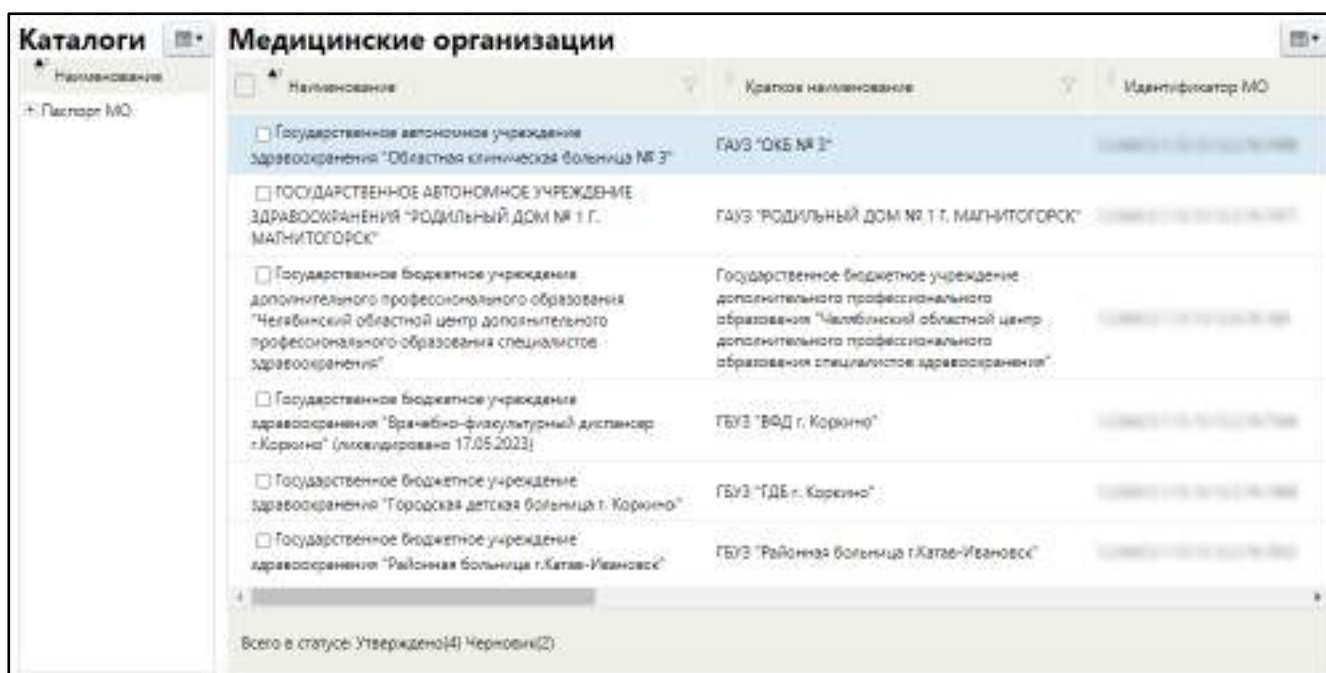 Каталоги
Наименование
Паспорт МО
Медицинские организации
Наименование
Краткое наименование
Идентификатор МО
Государственное автономное учреждение
здравоохранения "Областная клиническая больница № 3"
ГАУЗ "ОКБ № 3"
ГОСУДАРСТВЕННОЕ АВТОНОМНОЕ УЧРЕЖДЕНИЕ
ЗДРАВООХРАНЕНИЯ "РОДИЛЬНЫЙ ДОМ № 1 Г.
МАГНИТОГОРСК"
ГАУЗ "РОДИЛЬНЫЙ ДОМ № 1 Г. МАГНИТОГОРСК"
Государственное бюджетное учреждение
дополнительного профессионального образования
"Челябинский областной центр дополнительного
профессионального образования специалистов
здравоохранения"
Государственное бюджетное учреждение
дополнительного профессионального
образования "Челябинский областной центр
дополнительного профессионального
образования специалистов здравоохранения"
Государственное бюджетное учреждение
здравоохранения "Врачебно-физкультурный диспансер
г.Коркино" (ликвидировано 17.05.2023)
ГБУЗ "ВФД г. Коркино"
Государственное бюджетное учреждение
здравоохранения "Городская детская больница г. Коркино"
ГБУЗ "ГДБ г. Коркино"
Государственное бюджетное учреждение
здравоохранения "Районная больница г.Катав-Ивановск"
ГБУЗ "Районная больница г.Катав-Ивановск"
Всего в статусе: Утверждено(4) Черновик(2)